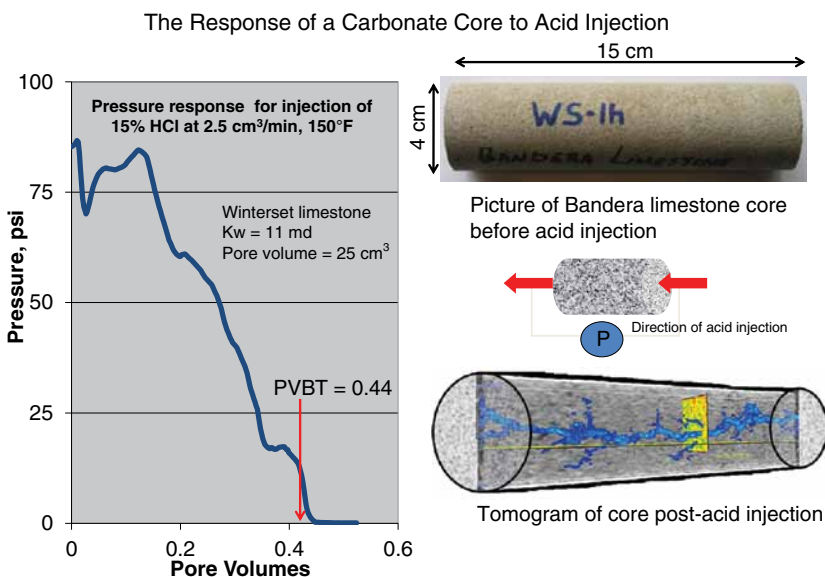 The Response of a Carbonate Core to Acid Injection
100
75
50
25
0
Pressure, psi
Pressure response for injection of
15% HCl at 2.5 cm³/min, 150°F
Winterset limestone
Kw = 11 md
Pore volume = 25 cm³
PVBT = 0.44
0
0.2
0.4
0.6
Pore Volumes
15 cm
4 cm
WS-1h
BANDERA LIMESTONE
Picture of Bandera limestone core
before acid injection
P
Direction of acid injection
Tomogram of core post-acid injection